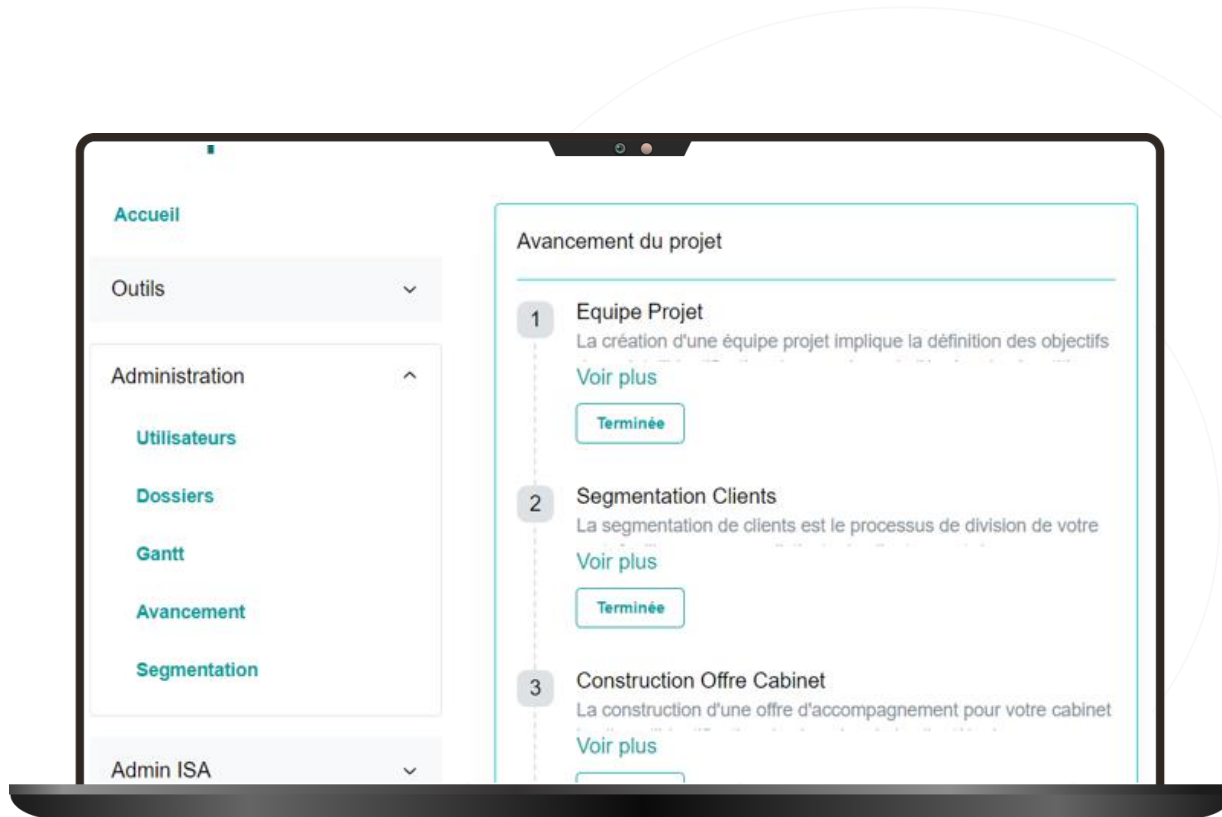 Accueil
Outils
Administration
Utilisateurs
Dossiers
Gantt
Avancement
Segmentation
Admin ISA
Avancement du projet
1
Equipe Projet
La création d'une équipe projet implique la définition des objectifs
Voir plus
Terminée
2
Segmentation Clients
La segmentation de clients est le processus de division de votre
Voir plus
Terminée
3
Construction Offre Cabinet
La construction d'une offre d'accompagnement pour votre cabinet
Voir plus